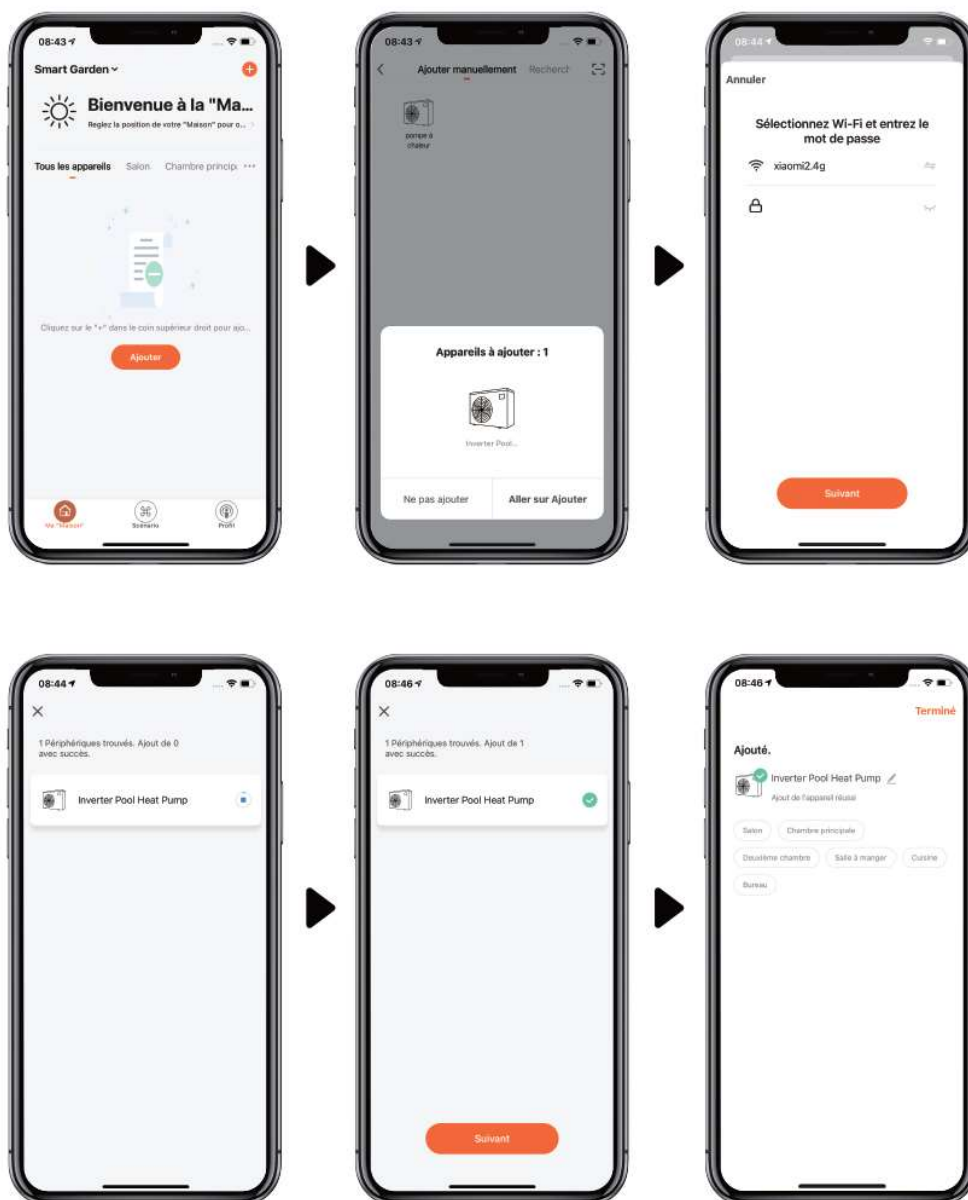 08:43
Smart Garden
Bienvenue à la "Ma...
Reglez la position de votre "Maison" pour o...
Tous les appareils Salon Chambre principa ...
Cliquez sur le "+" dans le coin supérieur droit pour ajo...
Ajouter
Ma "Maison" Scénario Profil
08:43
Ajouter manuellement Recherch
pompe à
chaleur
Appareils à ajouter : 1
Inverter Pool...
Ne pas ajouter Aller sur Ajouter
08:44
Annuler
Sélectionnez Wi-Fi et entrez le
mot de passe
xiaomi2.4g
Suivant
08:44
1 Périphériques trouvés. Ajout de 0
avec succès.
Inverter Pool Heat Pump
08:46
1 Périphériques trouvés. Ajout de 1
avec succès.
Inverter Pool Heat Pump
Suivant
08:46
Terminé
Ajouté.
Inverter Pool Heat Pump
Ajout de l'appareil réussi
Salon Chambre principale
Deuxième chambre Salle à manger Cuisine
Bureau